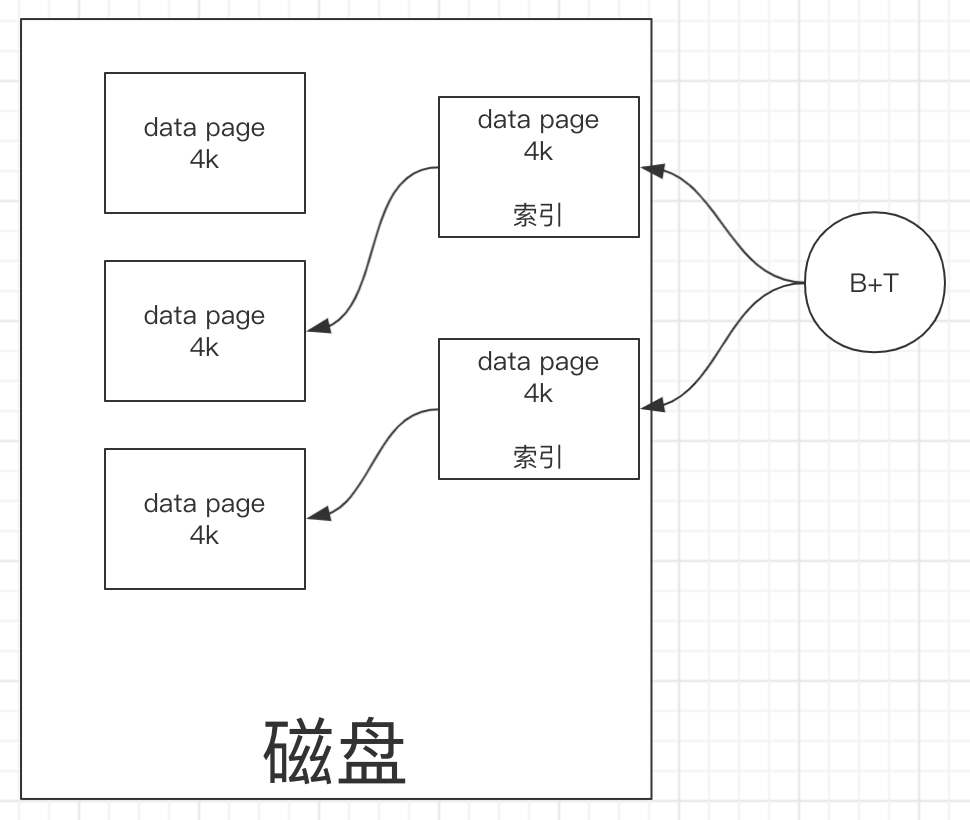 data page
4k
data page
4k
data page
4k
data page
4k
索引
data page
4k
索引
B+T
磁盘